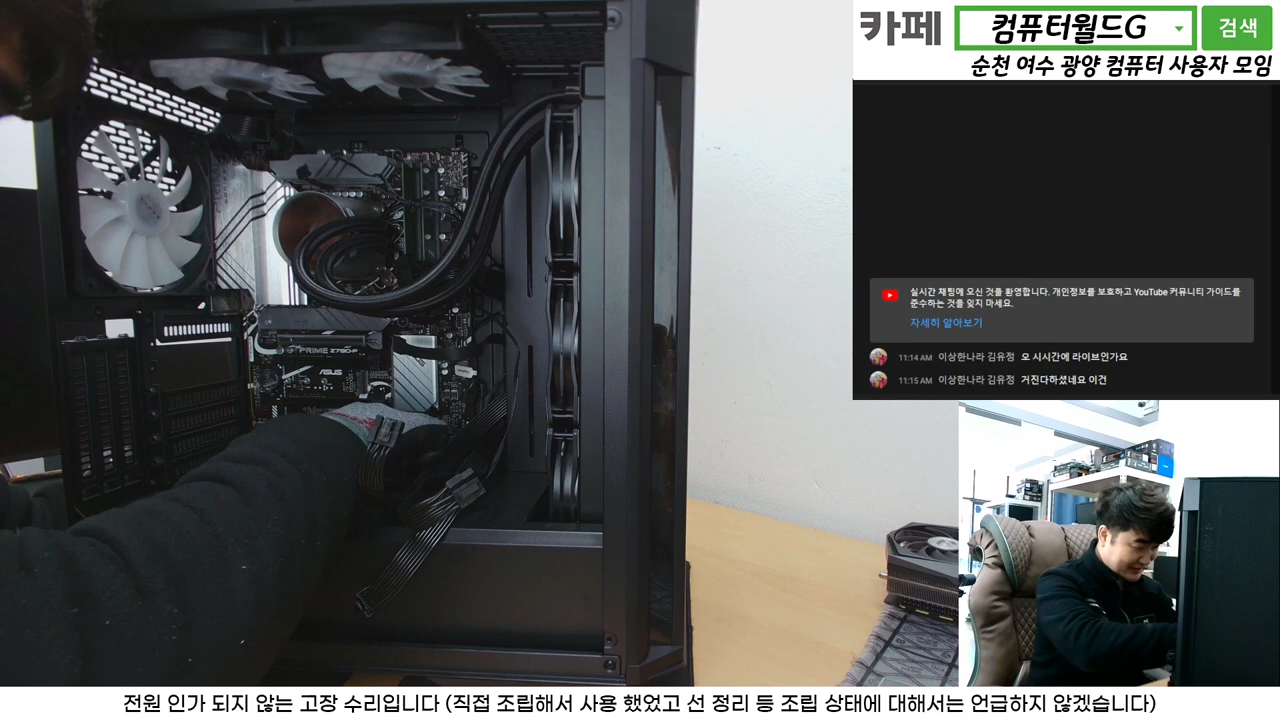 카페 컴퓨터월드G 검색
순천 여수 광양 컴퓨터 사용자 모임
실시간 채팅에 오신 것을 환영합니다. 개인정보를 보호하고 YouTube 커뮤니티 가이드를
준수하는 것을 잊지 마세요.
자세히 알아보기
11:14 AM 이상한나라 김유정 오 시시간에 라이브인가요
11:15 AM 이상한나라 김유정 거진다하셨네요 이건
PRIME Z790-P
ASUS
전원 인가 되지 않는 고장 수리입니다 (직접 조립해서 사용 했었고 선 정리 등 조립 상태에 대해서는 언급하지 않겠습니다)